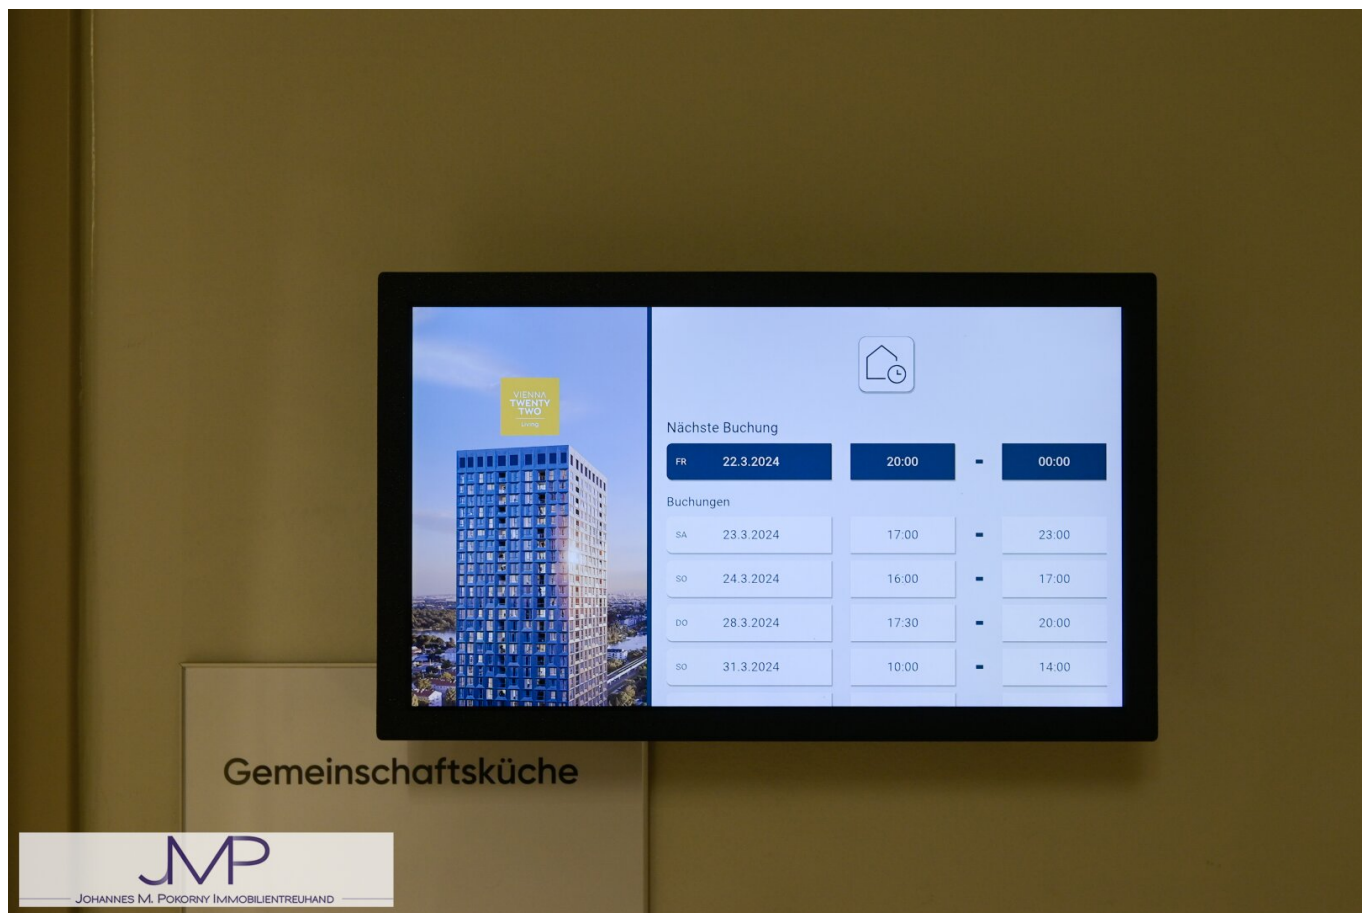 VIENNA
TWENTY
TWO
Living
Nächste Buchung
FR 22.3.2024 20:00 - 00:00
Buchungen
SA 23.3.2024 17:00 - 23:00
SO 24.3.2024 16:00 - 17:00
DO 28.3.2024 17:30 - 20:00
SO 31.3.2024 10:00 - 14:00
Gemeinschaftsküche
JMP
JOHANNES M. POKORNY IMMOBILIENTREUHAND